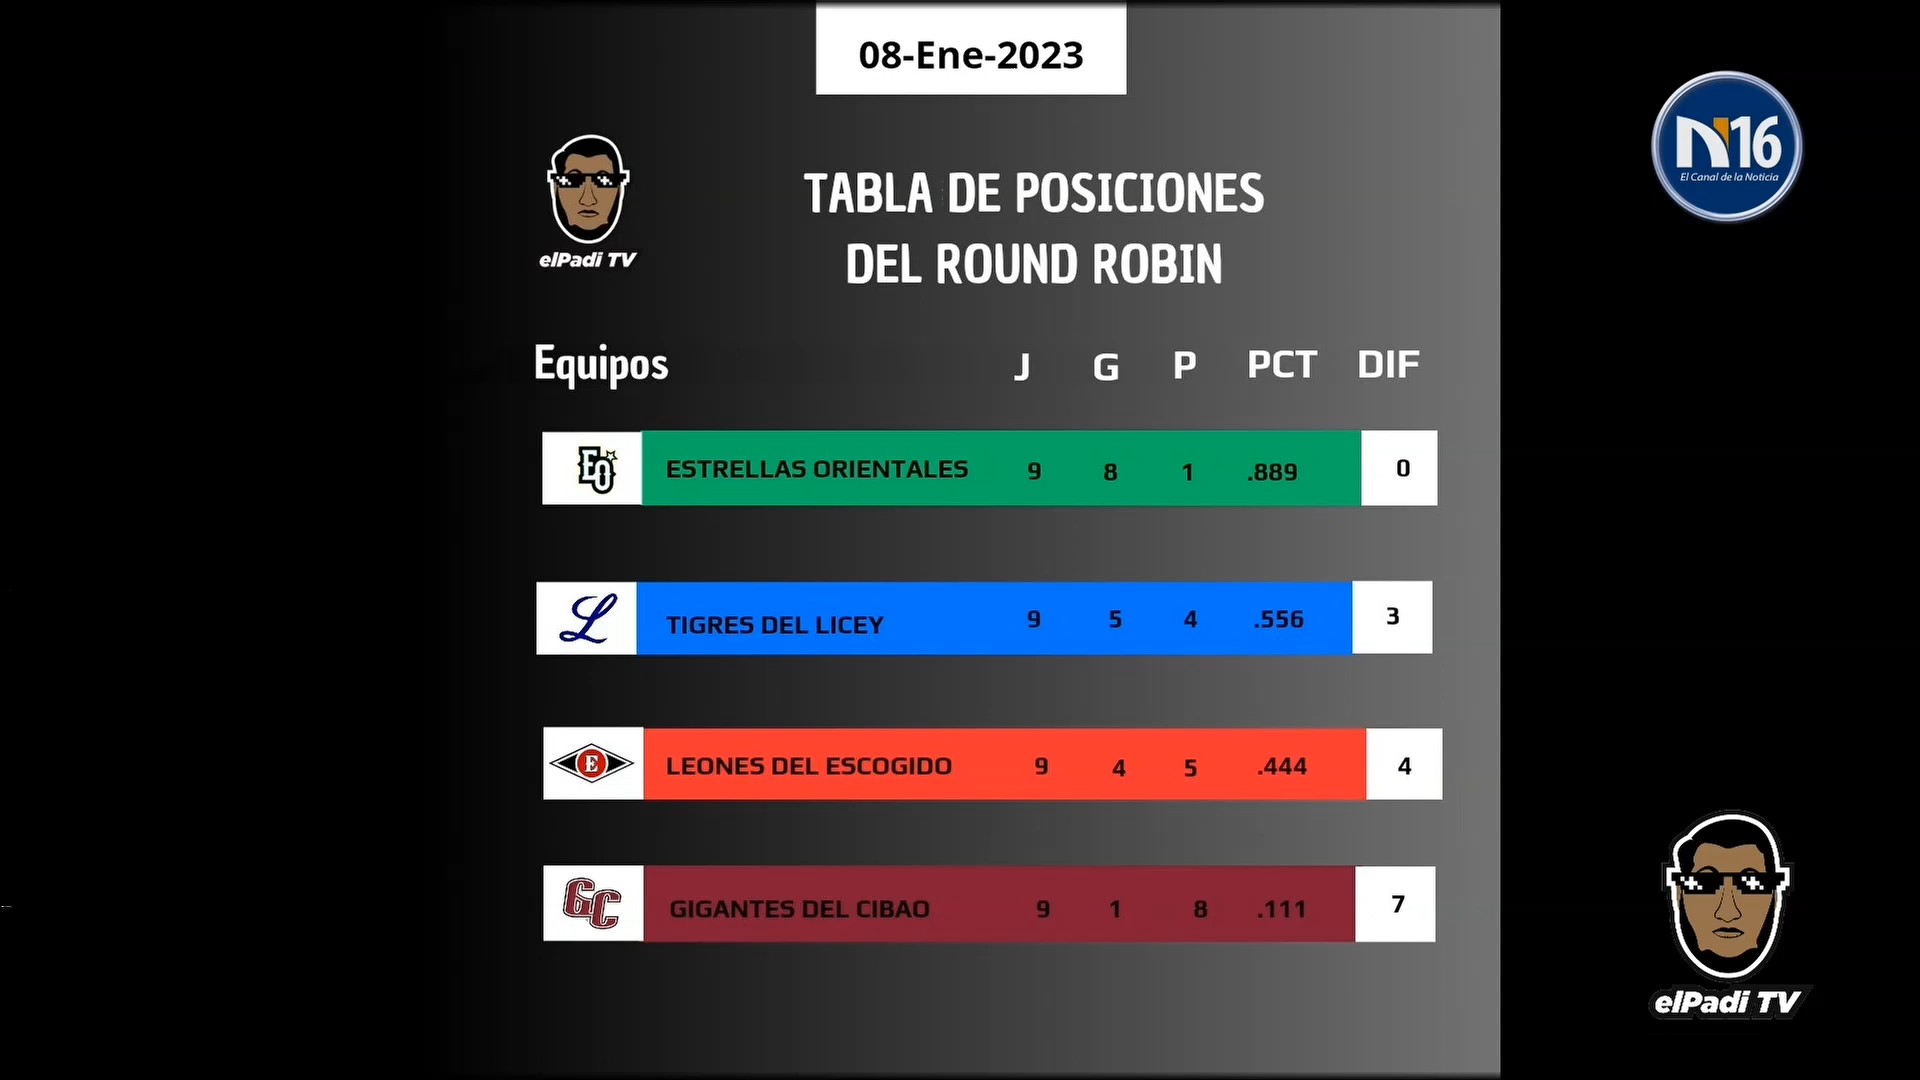 08-Ene-2023
N16
El Canal de la Noticia
elPadi TV
TABLA DE POSICIONES
DEL ROUND ROBIN
Equipos J G P PCT DIF
EO ESTRELLAS ORIENTALES 9 8 1 .889 0
L TIGRES DEL LICEY 9 5 4 .556 3
E LEONES DEL ESCOGIDO 9 4 5 .444 4
GC GIGANTES DEL CIBAO 9 1 8 .111 7
elPadi TV